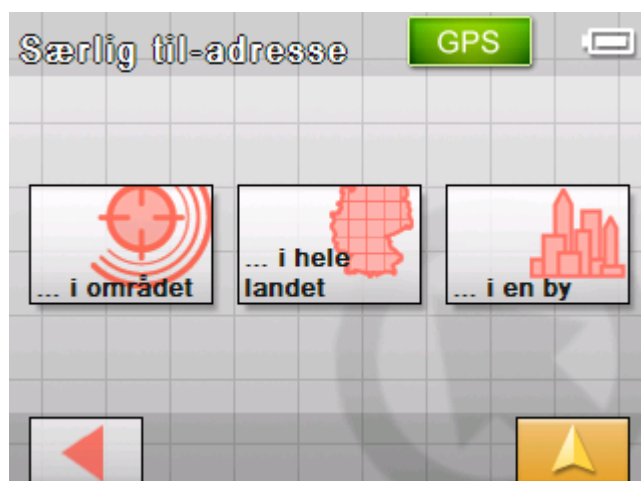 Særlig til-adresse
GPS
... i området
... i hele
landet
... i en by